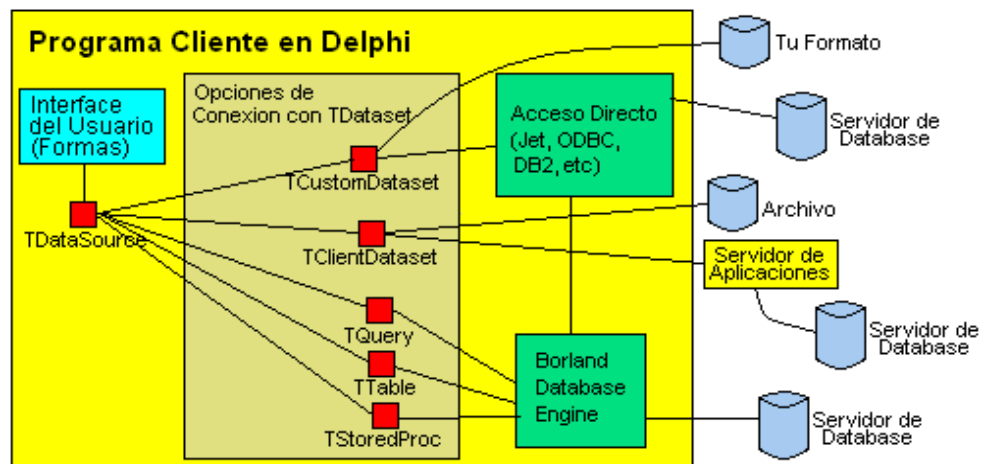 Programa Cliente en Delphi
Interface
del Usuario
(Formas)
TDataSource
Opciones de
Conexion con TDataset
TCustomDataset
TClientDataset
TQuery
TTable
TStoredProc
Acceso Directo
(Jet, ODBC,
DB2, etc)
Borland
Database
Engine
Tu Formato
Servidor de
Database
Archivo
Servidor de
Aplicaciones
Servidor de
Database
Servidor de
Database